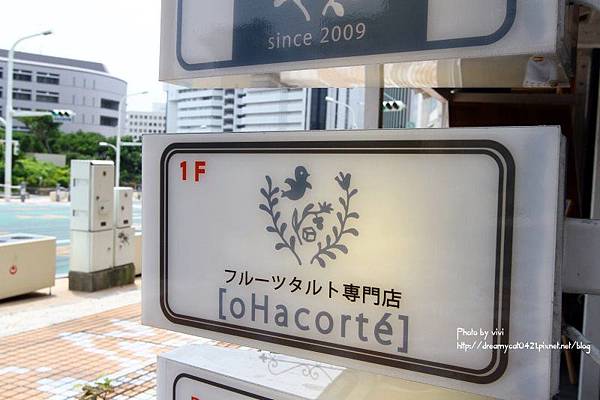 since 2009
1F
フルーツタルト専門店
[oHacorté]
Photo by vivi
http://dreamycat0421.pixnet.net/blog